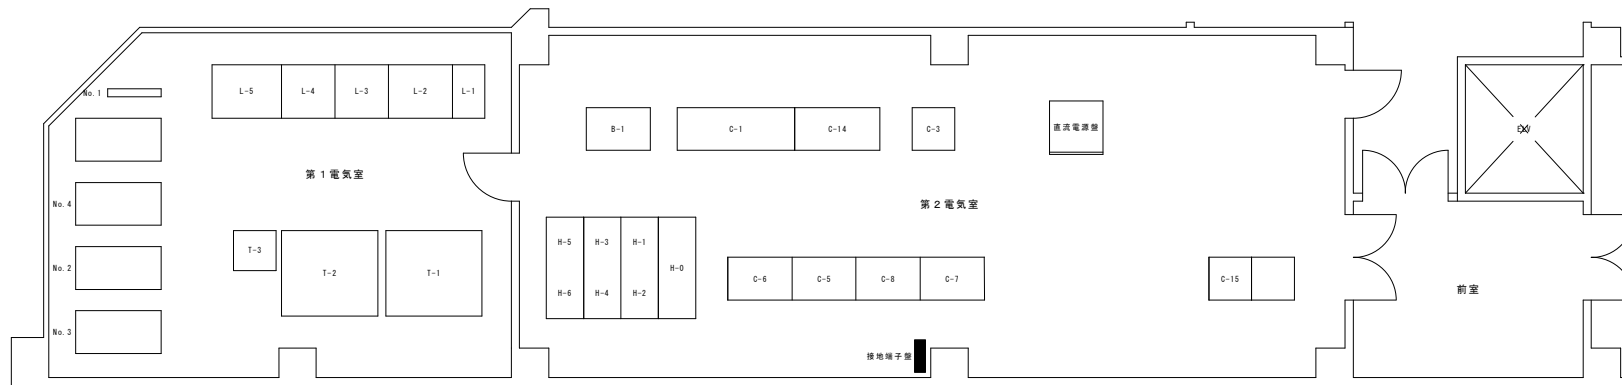 No.1
L-5
L-4
L-3
L-2
L-1
B-1
C-1
C-14
C-3
直流電源盤
第1電気室
No.4
第2電気室
T-3
T-2
T-1
No.2
No.3
H-5
H-3
H-1
H-0
H-6
H-4
H-2
C-6
C-5
C-8
C-7
C-15
前室
接地端子盤